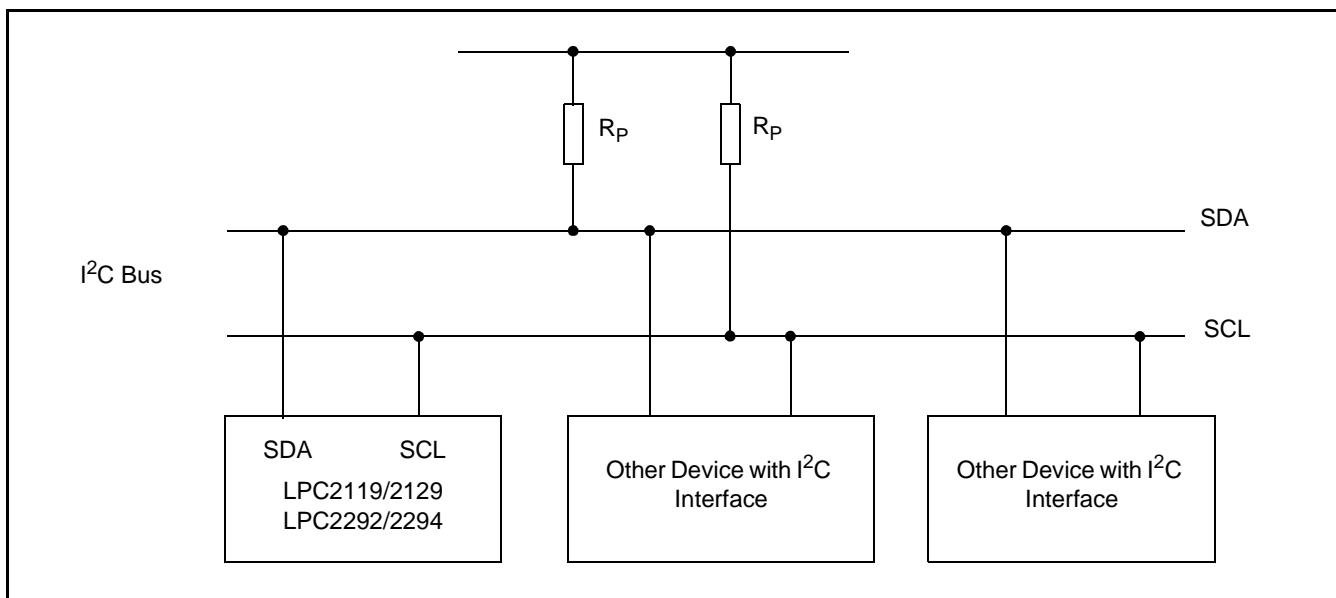 R_P
R_P
SDA
I²C Bus
SCL
SDA SCL
LPC2119/2129
LPC2292/2294
Other Device with I²C
Interface
Other Device with I²C
Interface